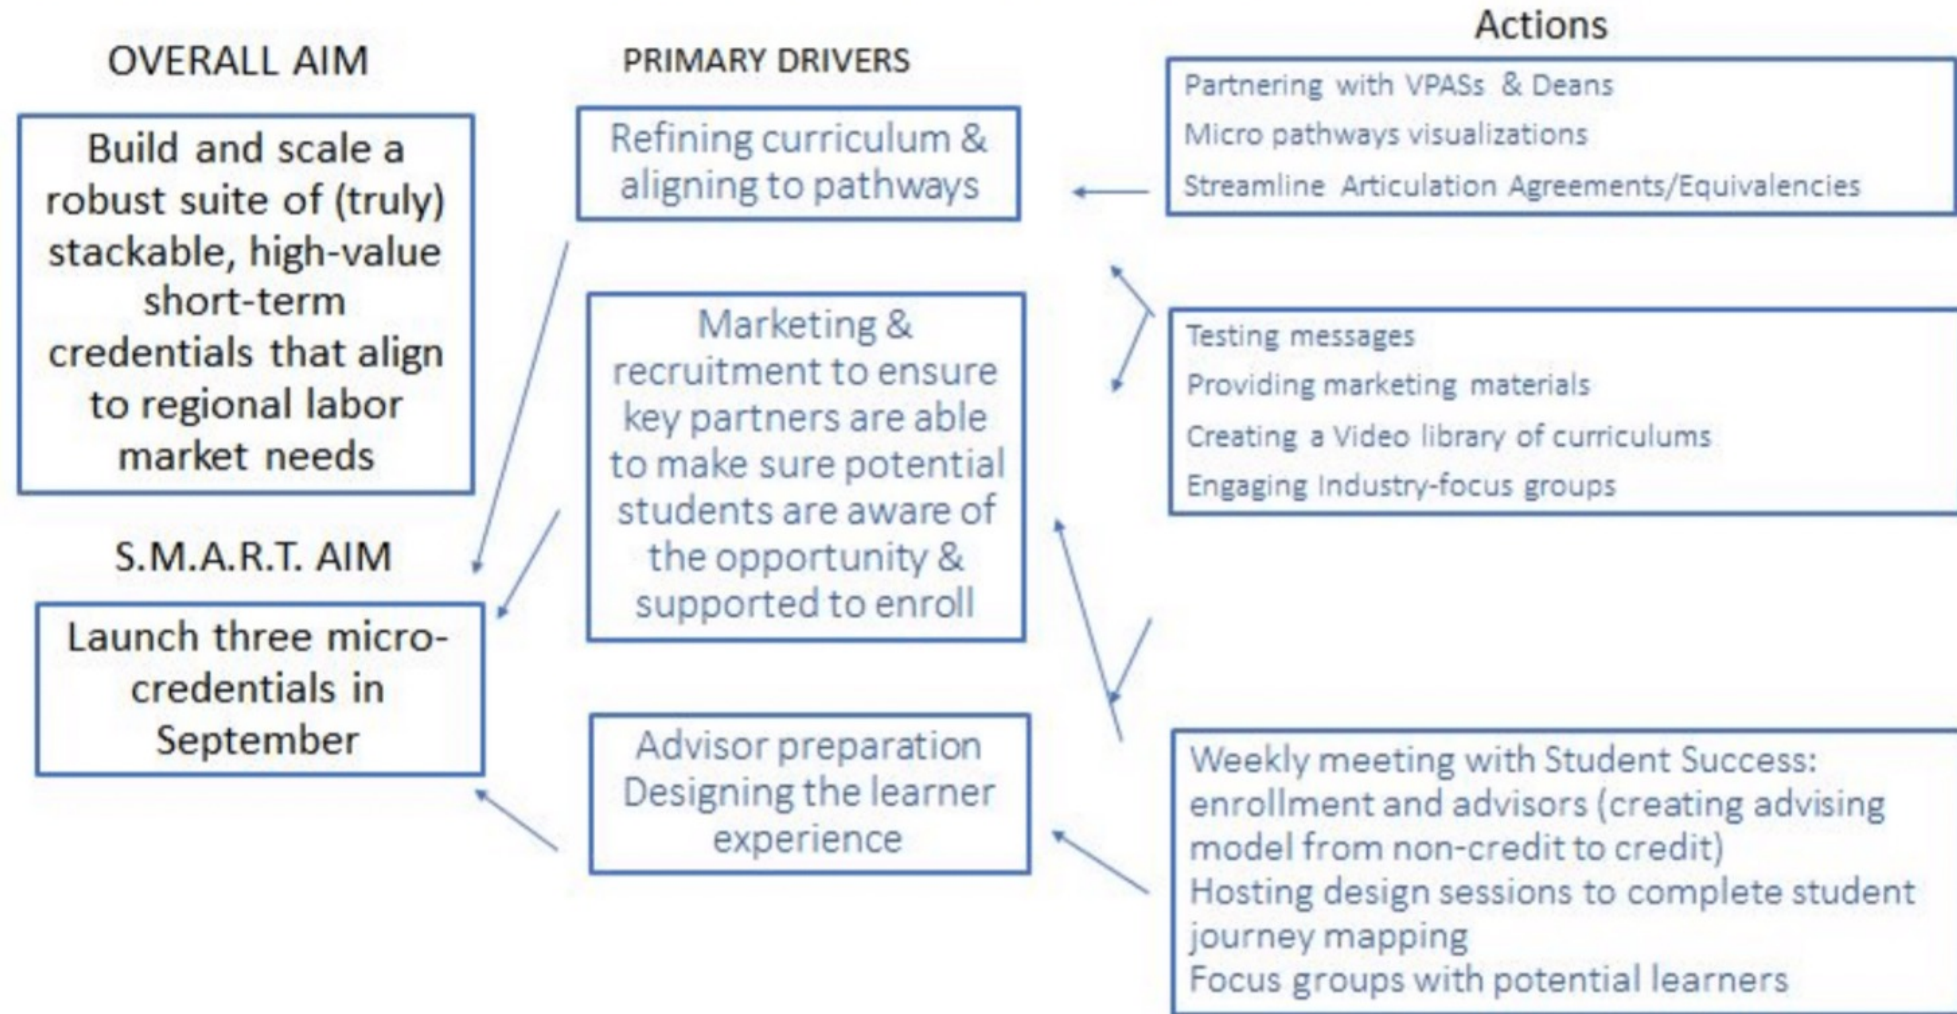 OVERALL AIM
Build and scale a
robust suite of (truly)
stackable, high-value
short-term
credentials that align
to regional labor
market needs
S.M.A.R.T. AIM
Launch three micro-
credentials in
September
PRIMARY DRIVERS
Refining curriculum &
aligning to pathways
Marketing &
recruitment to ensure
key partners are able
to make sure potential
students are aware of
the opportunity &
supported to enroll
Advisor preparation
Designing the learner
experience
Actions
Partnering with VPASs & Deans
Micro pathways visualizations
Streamline Articulation Agreements/Equivalencies
Testing messages
Providing marketing materials
Creating a Video library of curriculums
Engaging Industry-focus groups
Weekly meeting with Student Success:
enrollment and advisors (creating advising
model from non-credit to credit)
Hosting design sessions to complete student
journey mapping
Focus groups with potential learners